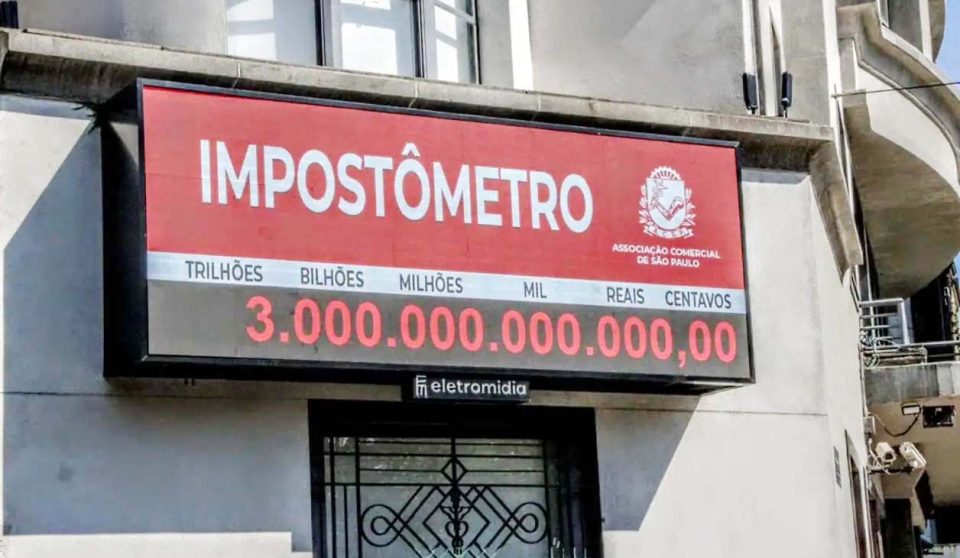 IMPOSTÔMETRO
ASSOCIAÇÃO COMERCIAL
DE SÃO PAULO
TRILHÕES BILHÕES MILHÕES MIL REAIS CENTAVOS
3.000.000.000.000,00
eletromidia